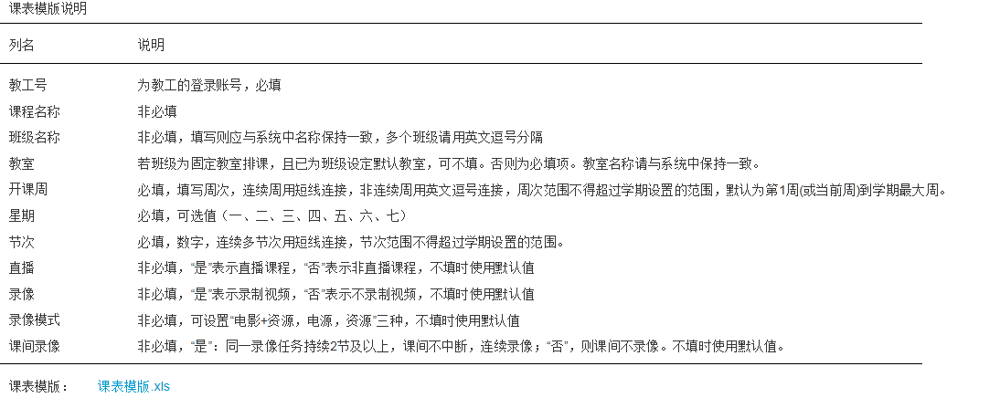 课表模版说明
列名 说明
教工号 为教工的登录账号，必填
课程名称 非必填
班级名称 非必填，填写则应与系统中名称保持一致，多个班级请用英文逗号分隔
教室 若班级为固定教室排课，且已为班级设定默认教室，可不填。否则为必填项。教室名称请与系统中保持一致。
开课周 必填，填写周次，连续周用短线连接，非连续周用英文逗号连接，周次范围不得超过学期设置的范围，默认为第1周(或当前周)到学期最大周。
星期 必填，可选值（一、二、三、四、五、六、七）
节次 必填，数字，连续多节次用短线连接，节次范围不得超过学期设置的范围。
直播 非必填，“是”表示直播课程，“否”表示非直播课程，不填时使用默认值
录像 非必填，“是”表示录制视频，“否”表示不录制视频，不填时使用默认值
录像模式 非必填，可设置“电影+资源，电源，资源”三种，不填时使用默认值
课间录像 非必填，“是”：同一录像任务持续2节及以上，课间不中断，连续录像；“否”，则课间不录像。不填时使用默认值。
课表模版： 课表模版.xls